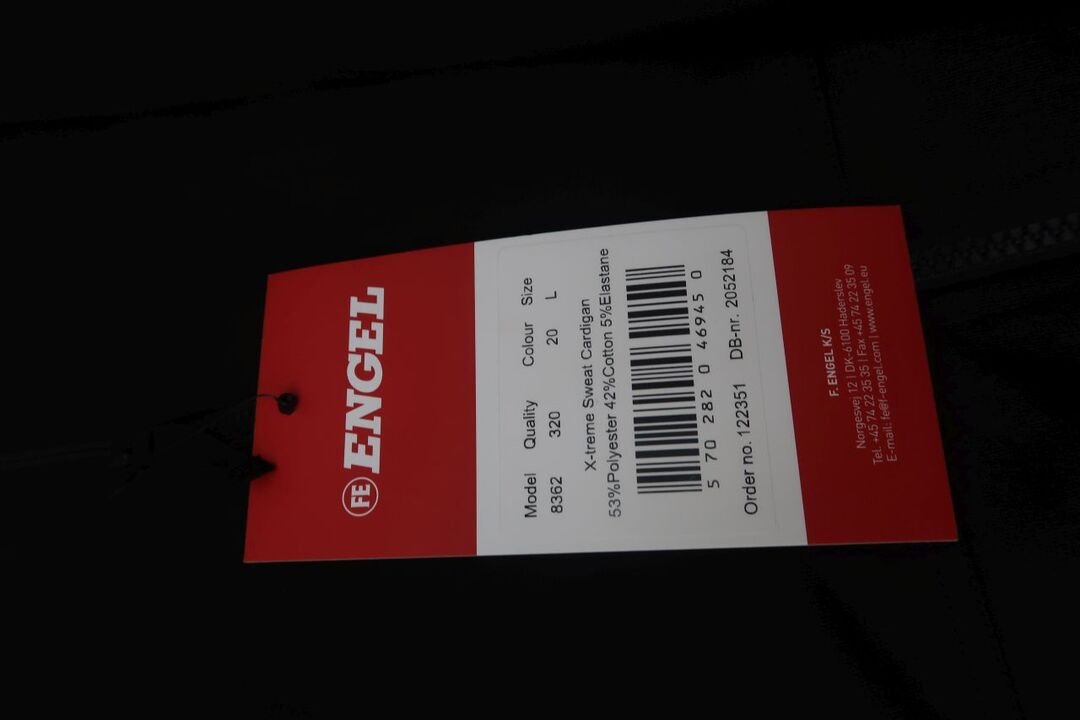 FE ENGEL
Model Quality Colour Size
8362 320 20 L
X-treme Sweat Cardigan
53%Polyester 42%Cotton 5%Elastane
5 70 282 0 46945 0
Order no. 122351 DB-nr. 2052184
F. ENGEL K/S
Norgesvej 12 | DK-6100 Haderslev
Tel. +45 74 22 35 35 | Fax +45 74 22 35 09
E-mail: fe@f-engel.com | www.engel.eu